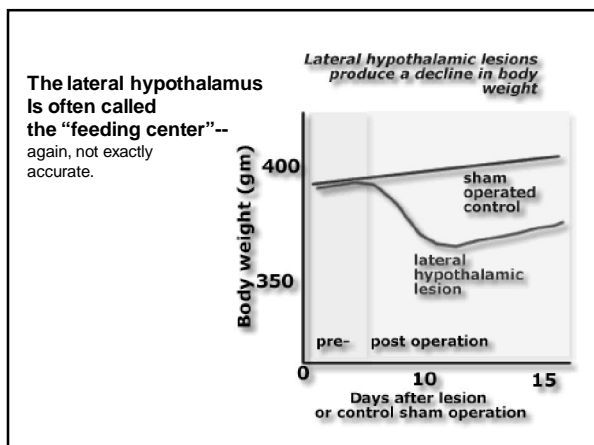 The lateral hypothalamus
Is often called
the “feeding center”--
again, not exactly
accurate.
Lateral hypothalamic lesions
produce a decline in body
weight
Body weight (gm)
400
350
sham
operated
control
lateral
hypothalamic
lesion
pre-
post operation
0
10
15
Days after lesion
or control sham operation